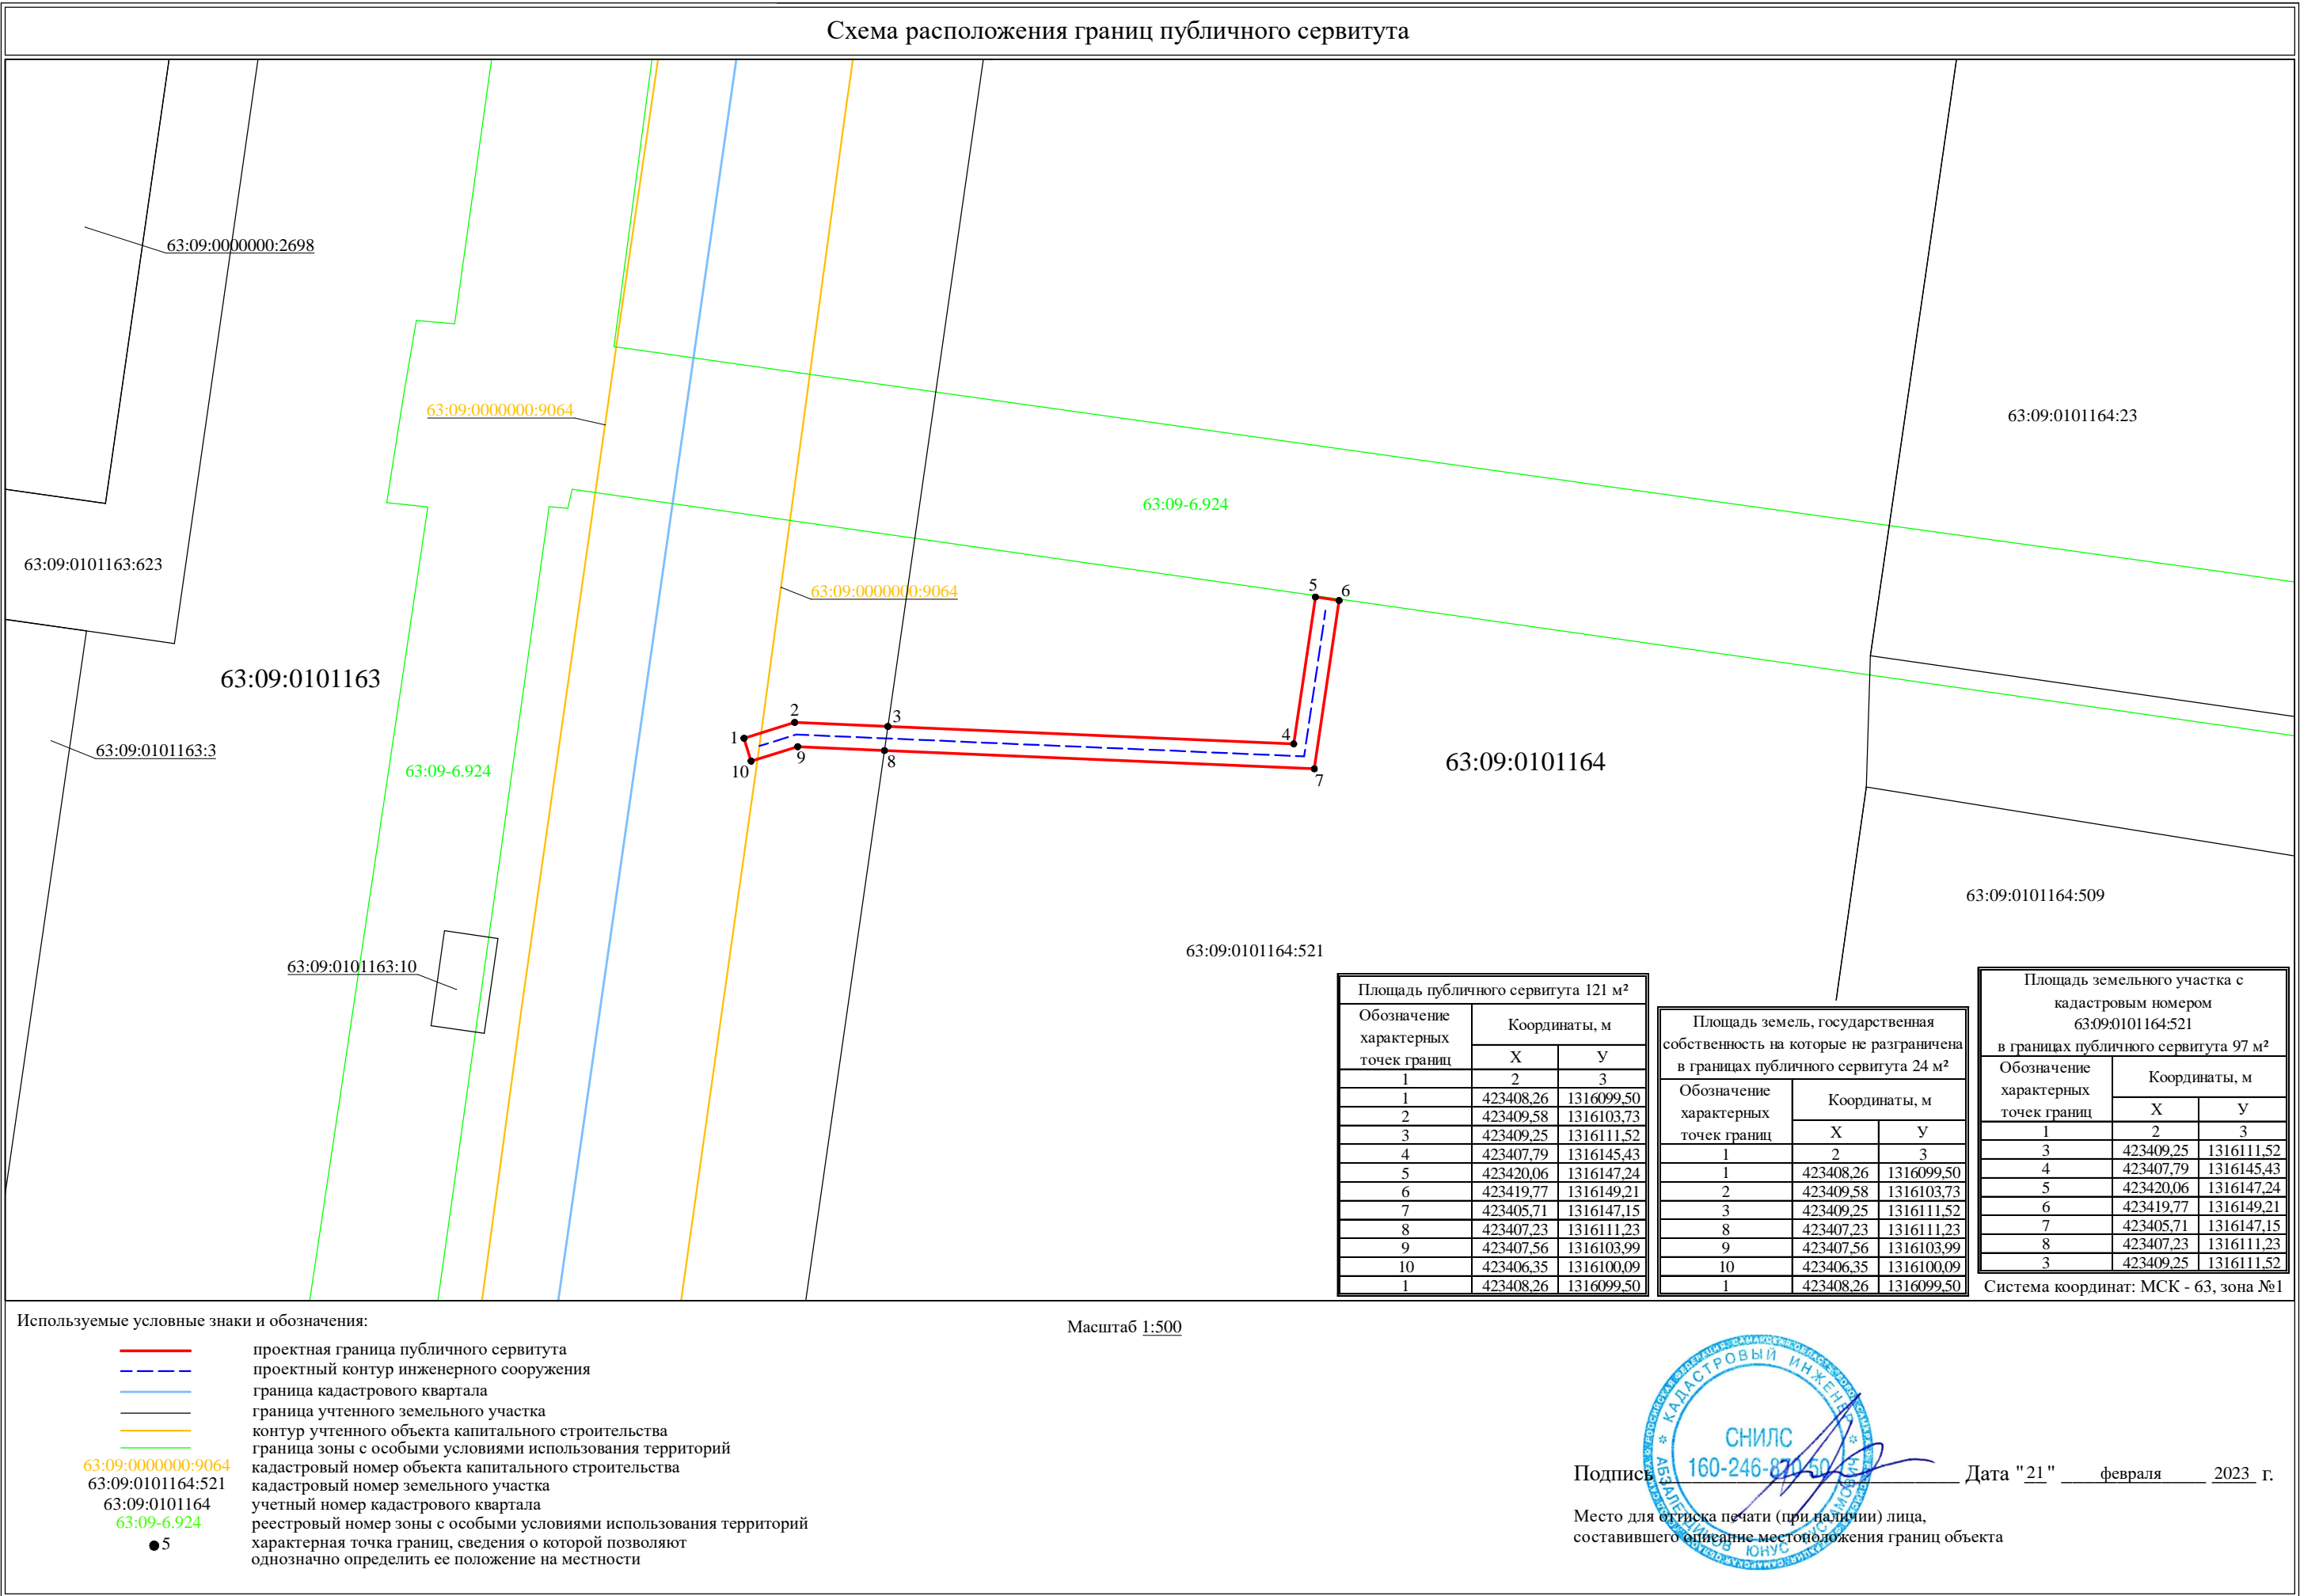 Схема расположения границ публичного сервитута
63:09:0000000:2698
63:09:0000000:9064
63:09:0101164:23
63:09-6.924
63:09:0101163:623
63:09:0000000:9064
5
6
63:09:0101163
2
3
1
4
63:09:0101163:3
9
8
10
7
63:09-6.924
63:09:0101164
63:09:0101164:509
63:09:0101164:521
63:09:0101163:10
Площадь публичного сервитута 121 м²
Обозначение характерных точек границ Координаты, м
Х У
1 2 3
1 423408,26 1316099,50
2 423409,58 1316103,73
3 423409,25 1316111,52
4 423407,79 1316145,43
5 423420,06 1316147,24
6 423419,77 1316149,21
7 423405,71 1316147,15
8 423407,23 1316111,23
9 423407,56 1316103,99
10 423406,35 1316100,09
1 423408,26 1316099,50
Площадь земель, государственная
собственность на которые не разграничена
в границах публичного сервитута 24 м²
Обозначение характерных точек границ Координаты, м
Х У
1 2 3
1 423408,26 1316099,50
2 423409,58 1316103,73
3 423409,25 1316111,52
8 423407,23 1316111,23
9 423407,56 1316103,99
10 423406,35 1316100,09
1 423408,26 1316099,50
Площадь земельного участка с
кадастровым номером
63:09:0101164:521
в границах публичного сервитута 97 м²
Обозначение характерных точек границ Координаты, м
Х У
1 2 3
3 423409,25 1316111,52
4 423407,79 1316145,43
5 423420,06 1316147,24
6 423419,77 1316149,21
7 423405,71 1316147,15
8 423407,23 1316111,23
3 423409,25 1316111,52
Система координат: МСК - 63, зона №1
Используемые условные знаки и обозначения:
Масштаб 1:500
проектная граница публичного сервитута
проектный контур инженерного сооружения
граница кадастрового квартала
граница учтенного земельного участка
контур учтенного объекта капитального строительства
граница зоны с особыми условиями использования территорий
63:09:0000000:9064 кадастровый номер объекта капитального строительства
63:09:0101164:521 кадастровый номер земельного участка
63:09:0101164 учетный номер кадастрового квартала
63:09-6.924 реестровый номер зоны с особыми условиями использования территорий
5 характерная точка границ, сведения о которой позволяют
однозначно определить ее положение на местности
КАДАСТРОВЫЙ ИНЖЕНЕР
СНИЛС
160-246-870 50
АБЗАЛЕТДИНОВ ЮНУС РУСТАМОВИЧ
Подпись Дата "21" февраля 2023 г.
Место для оттиска печати (при наличии) лица,
составившего описание местоположения границ объекта